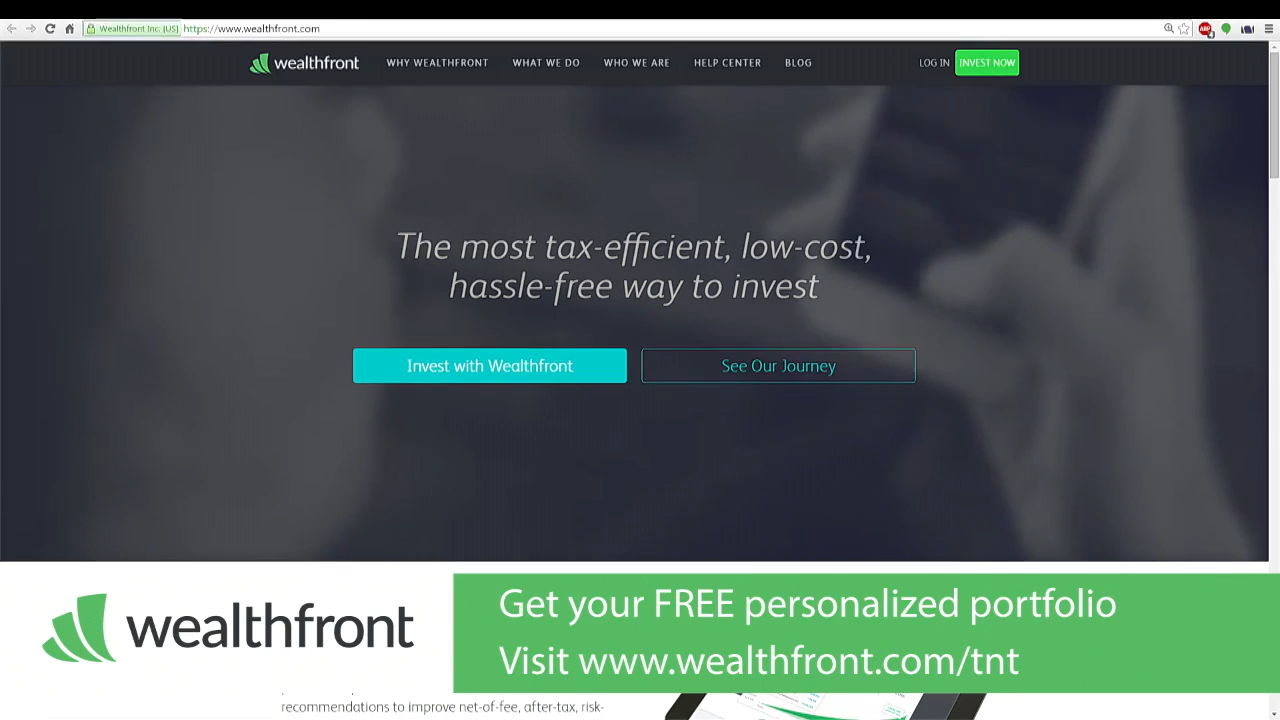 Wealthfront Inc. [US]
https://www.wealthfront.com
ABP
wealthfront
WHY WEALTHFRONT
WHAT WE DO
WHO WE ARE
HELP CENTER
BLOG
LOG IN
INVEST NOW
The most tax-efficient, low-cost,
hassle-free way to invest
Invest with Wealthfront
See Our Journey
wealthfront
Get your FREE personalized portfolio
Visit www.wealthfront.com/tnt
recommendations to improve net-of-fee, after-tax, risk-